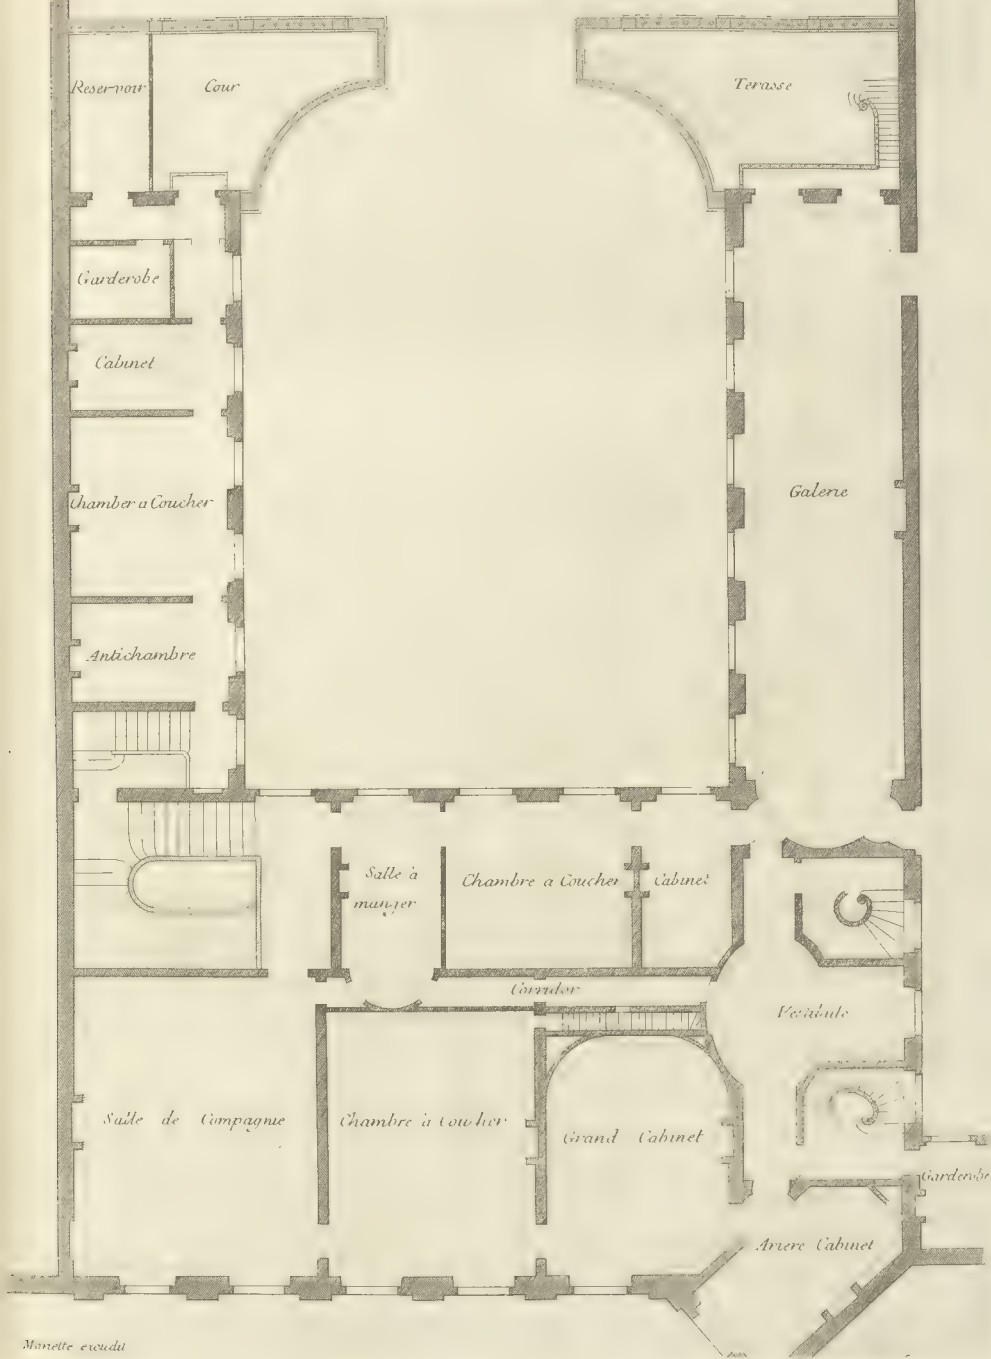 Reservoir
Cour
Terasse
Garderobe
Cabinet
Chamber a Coucher
Galerie
Antichambre
Salle à
manger
Chambre a Coucher
Cabinet
Corridor
Vestibule
Salle de Compagnie
Chambre à Coucher
Grand Cabinet
Garderobe
Ariere Cabinet
Mariette excudit